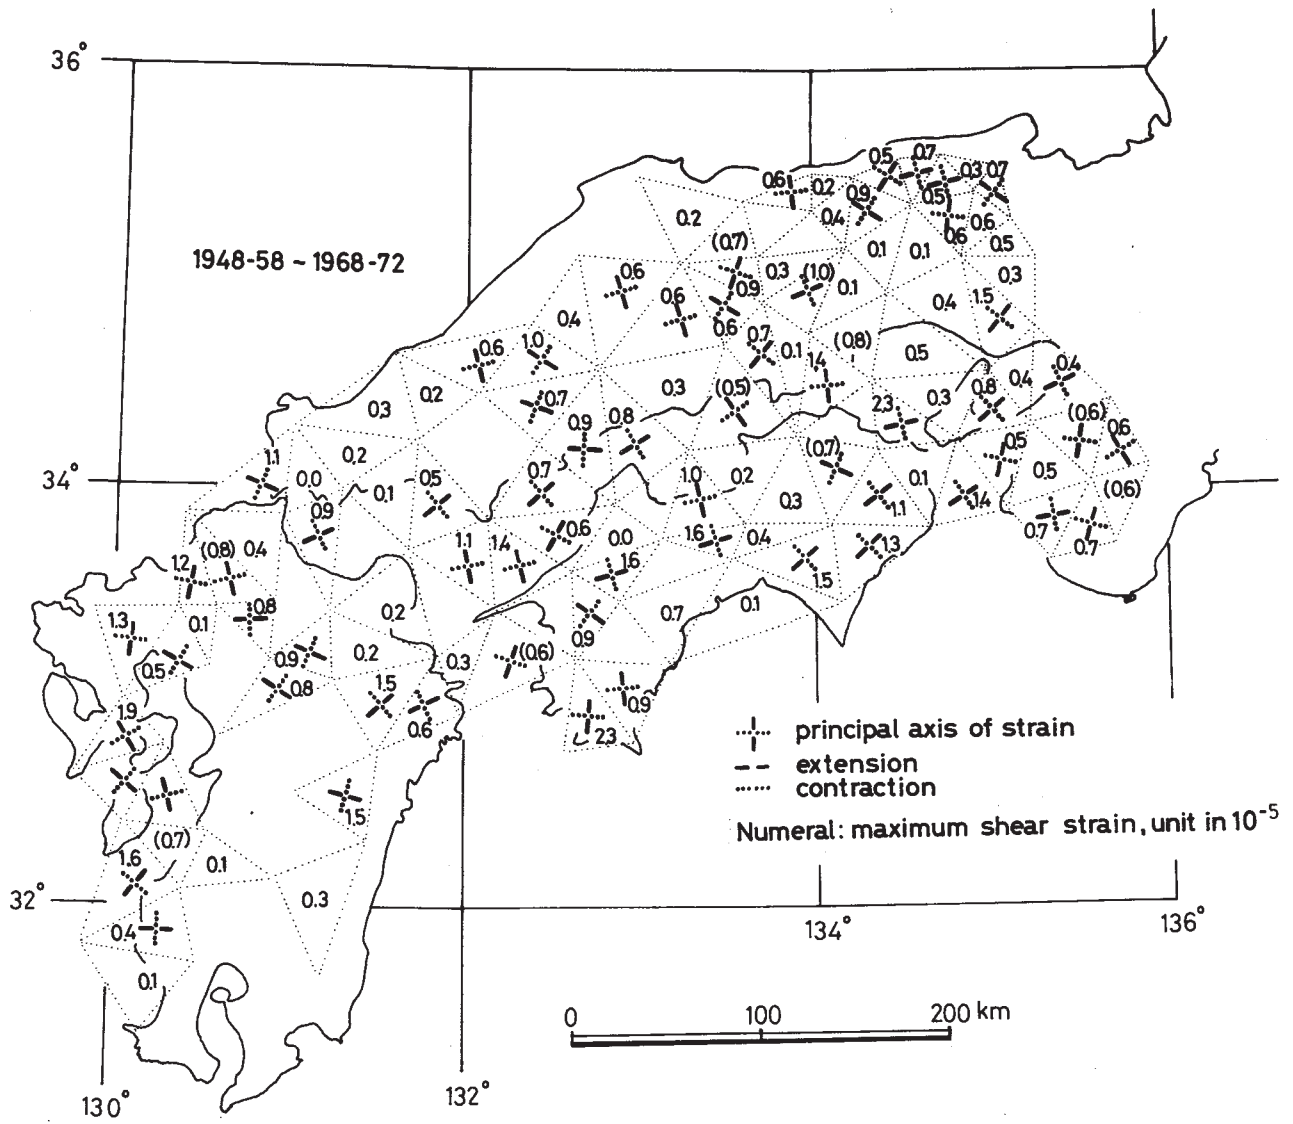 36°
0.5 0.7
0.6 0.2 0.9 0.5 0.3 0.7
0.2 0.4 0.6 0.6
(0.7) 0.1 0.1 0.5
1948-58 ~ 1968-72
0.6 0.3 (1.0) 0.1 0.3
0.6 0.9 0.4 1.5
0.4 0.6 0.7 (0.8)
0.6 1.0 0.1 1.4 0.5
0.2 0.3 (0.5) 0.3 0.8 0.4 0.4
0.3 0.7 0.8 2.3 (0.6) 0.6
0.9
1.1 0.2 (0.7) 0.5
34° 0.0 0.1 0.5 0.7 1.0 0.2 0.1 0.5 (0.6)
0.9 0.3 1.1 1.4
0.6 0.7 0.7
1.2 (0.8) 0.4 1.1 1.4 0.0 1.6 0.4 1.3
1.6 1.5
0.8 0.2 0.7 0.1
1.3 0.1 0.9
0.5 0.9 0.2 0.3 (0.6)
0.8 1.5 0.9
1.9 0.6 2.3
principal axis of strain
extension
contraction
1.5
Numeral: maximum shear strain, unit in 10⁻⁵
(0.7)
1.6 0.1
32° 0.3
0.4
134° 136°
0.1
0 100 200 km
130° 132°